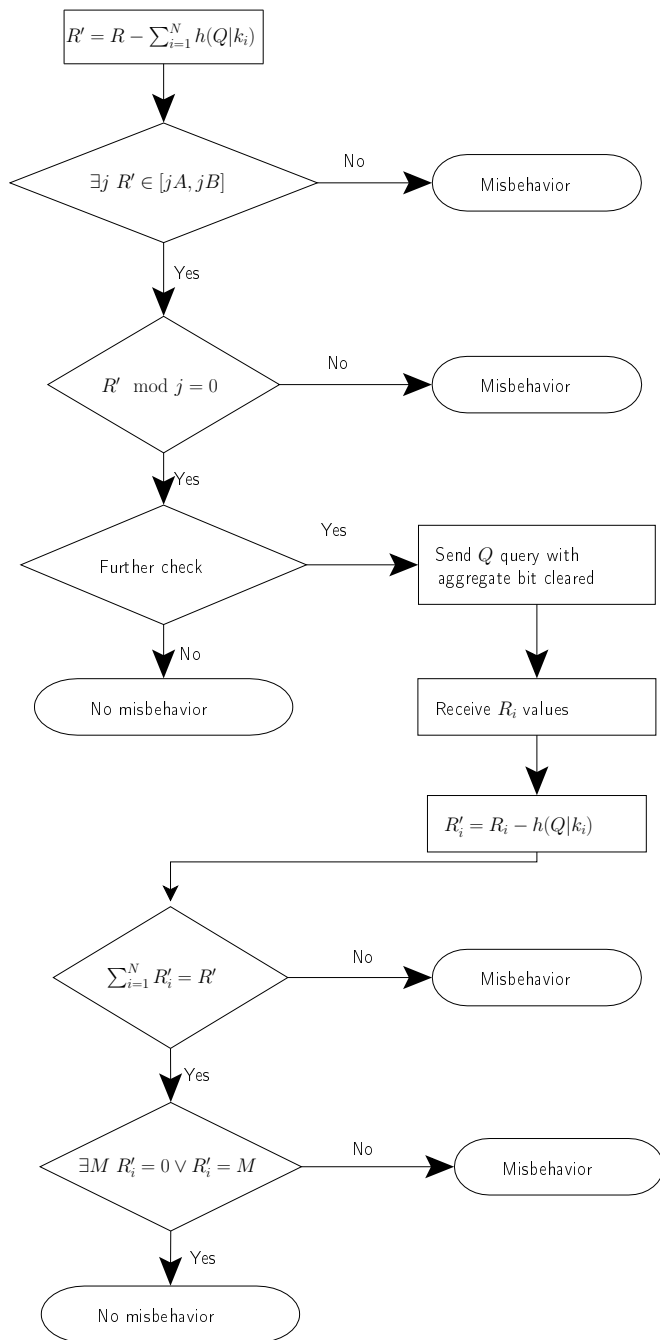 R′ = R − ∑_{i=1}^{N} h(Q|k_i)
∃j R′ ∈ [jA, jB]
No
Misbehavior
Yes
R′ mod j = 0
No
Misbehavior
Yes
Further check
Yes
Send Q query with
aggregate bit cleared
No
No misbehavior
Receive R_i values
R′_i = R_i − h(Q|k_i)
∑_{i=1}^{N} R′_i = R′
No
Misbehavior
Yes
∃M R′_i = 0 ∨ R′_i = M
No
Misbehavior
Yes
No misbehavior